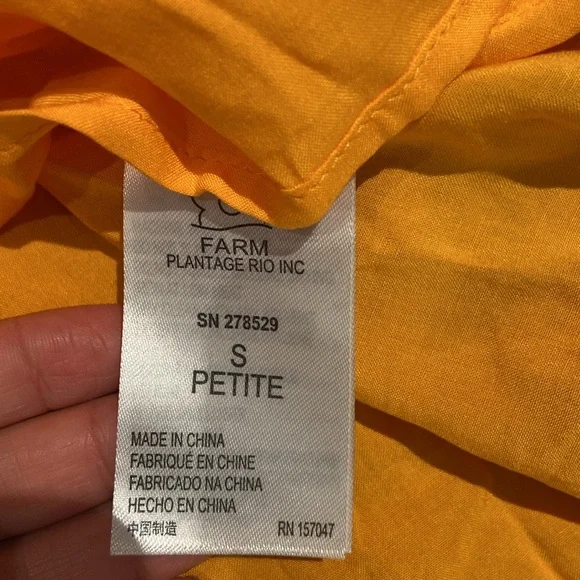 FARM
PLANTAGE RIO INC
SN 278529
S
PETITE
MADE IN CHINA
FABRIQUÉ EN CHINE
FABRICADO NA CHINA
HECHO EN CHINA
中国制造 RN 157047